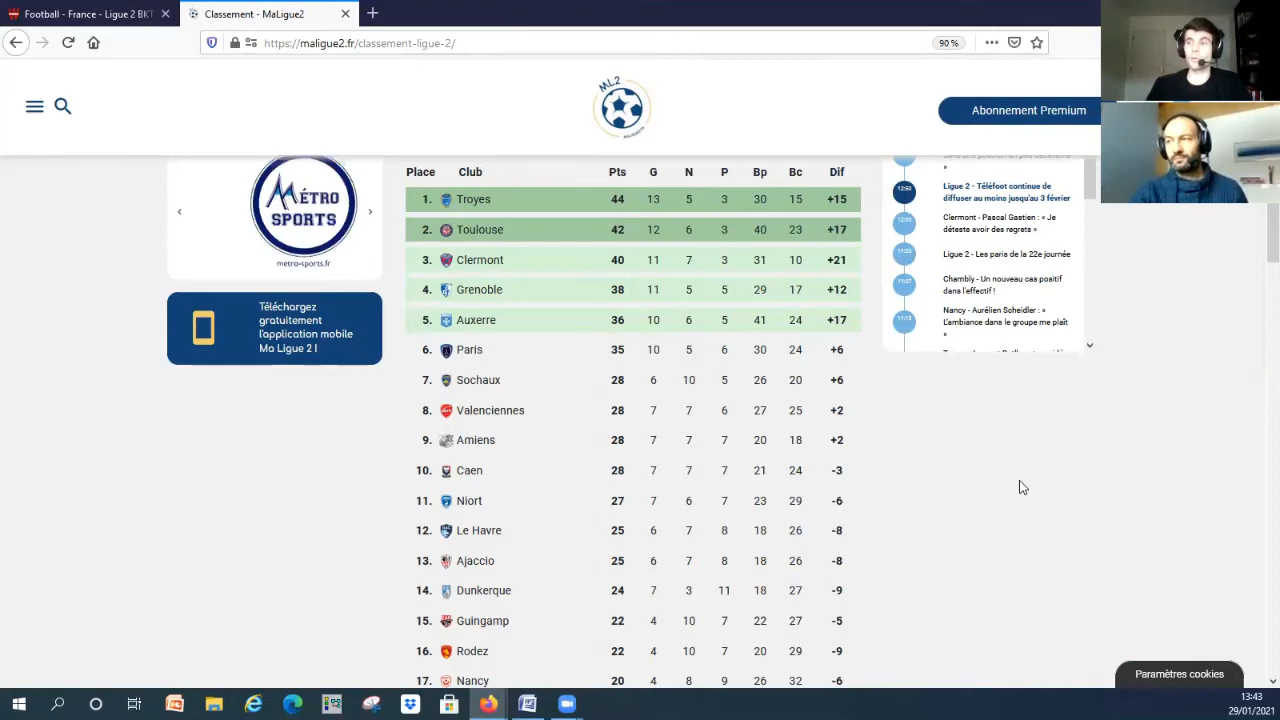 Football - France - Ligue 2 BKT
Classement - MaLigue2
https://maligue2.fr/classement-ligue-2/
90 %
ML2
Abonnement Premium
MÉTRO
SPORTS
metro-sports.fr
Téléchargez
gratuitement
l'application mobile
Ma Ligue 2 !
Place Club Pts G N P Bp Bc Dif
1. Troyes 44 13 5 3 30 15 +15
2. Toulouse 42 12 6 3 40 23 +17
3. Clermont 40 11 7 3 31 10 +21
4. Grenoble 38 11 5 5 29 17 +12
5. Auxerre 36 10 6 5 41 24 +17
6. Paris 35 10 5 6 30 24 +6
7. Sochaux 28 6 10 5 26 20 +6
8. Valenciennes 28 7 7 6 27 25 +2
9. Amiens 28 7 7 7 20 18 +2
10. Caen 28 7 7 7 21 24 -3
11. Niort 27 7 6 7 23 29 -6
12. Le Havre 25 6 7 8 18 26 -8
13. Ajaccio 25 6 7 8 18 26 -8
14. Dunkerque 24 7 3 11 18 27 -9
15. Guingamp 22 4 10 7 22 27 -5
16. Rodez 22 4 10 7 20 29 -9
17. Nancy 20 4 8 9 26 32 -6
»
12:50
Ligue 2 - Téléfoot continue de
diffuser au moins jusqu'au 3 février
Clermont - Pascal Gastien : « Je
déteste avoir des regrets »
Ligue 2 - Les paris de la 22e journée
Chambly - Un nouveau cas positif
dans l'effectif !
Nancy - Aurélien Scheidler : «
L'ambiance dans le groupe me plaît
»
Paramètres cookies
13:43
29/01/2021